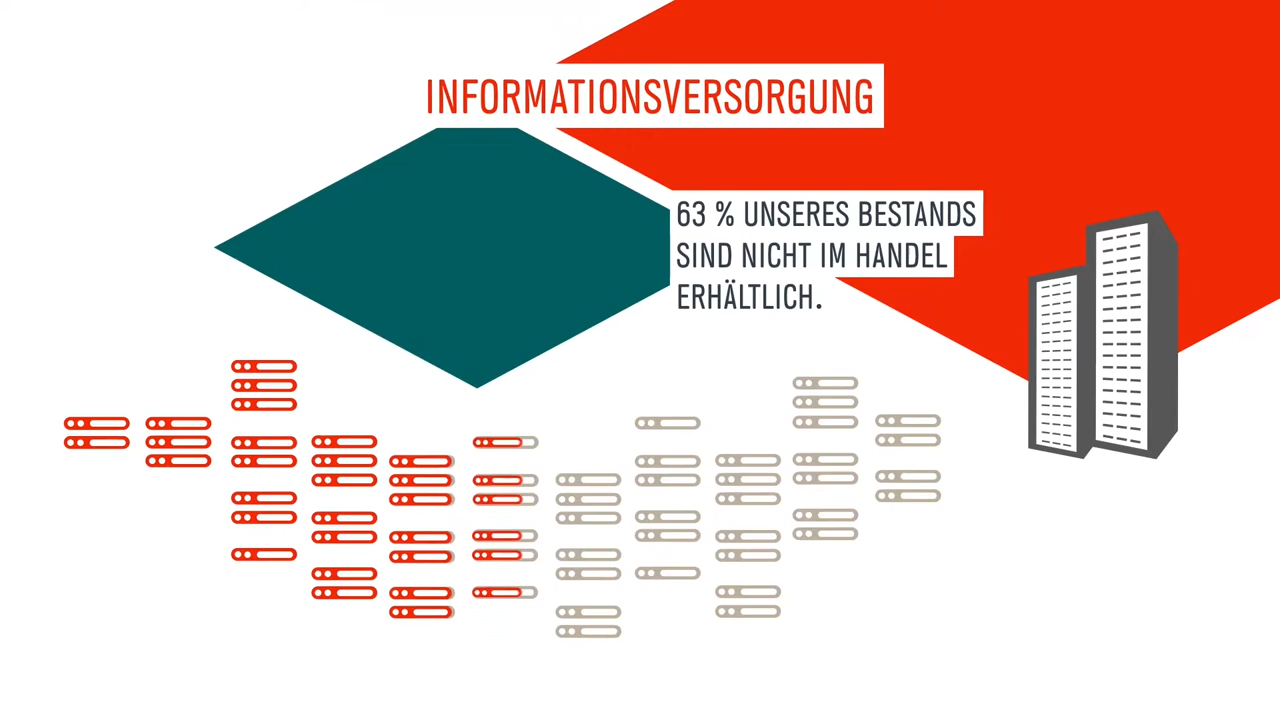 INFORMATIONSVERSORGUNG
63 % UNSERES BESTANDS
SIND NICHT IM HANDEL
ERHÄLTLICH.